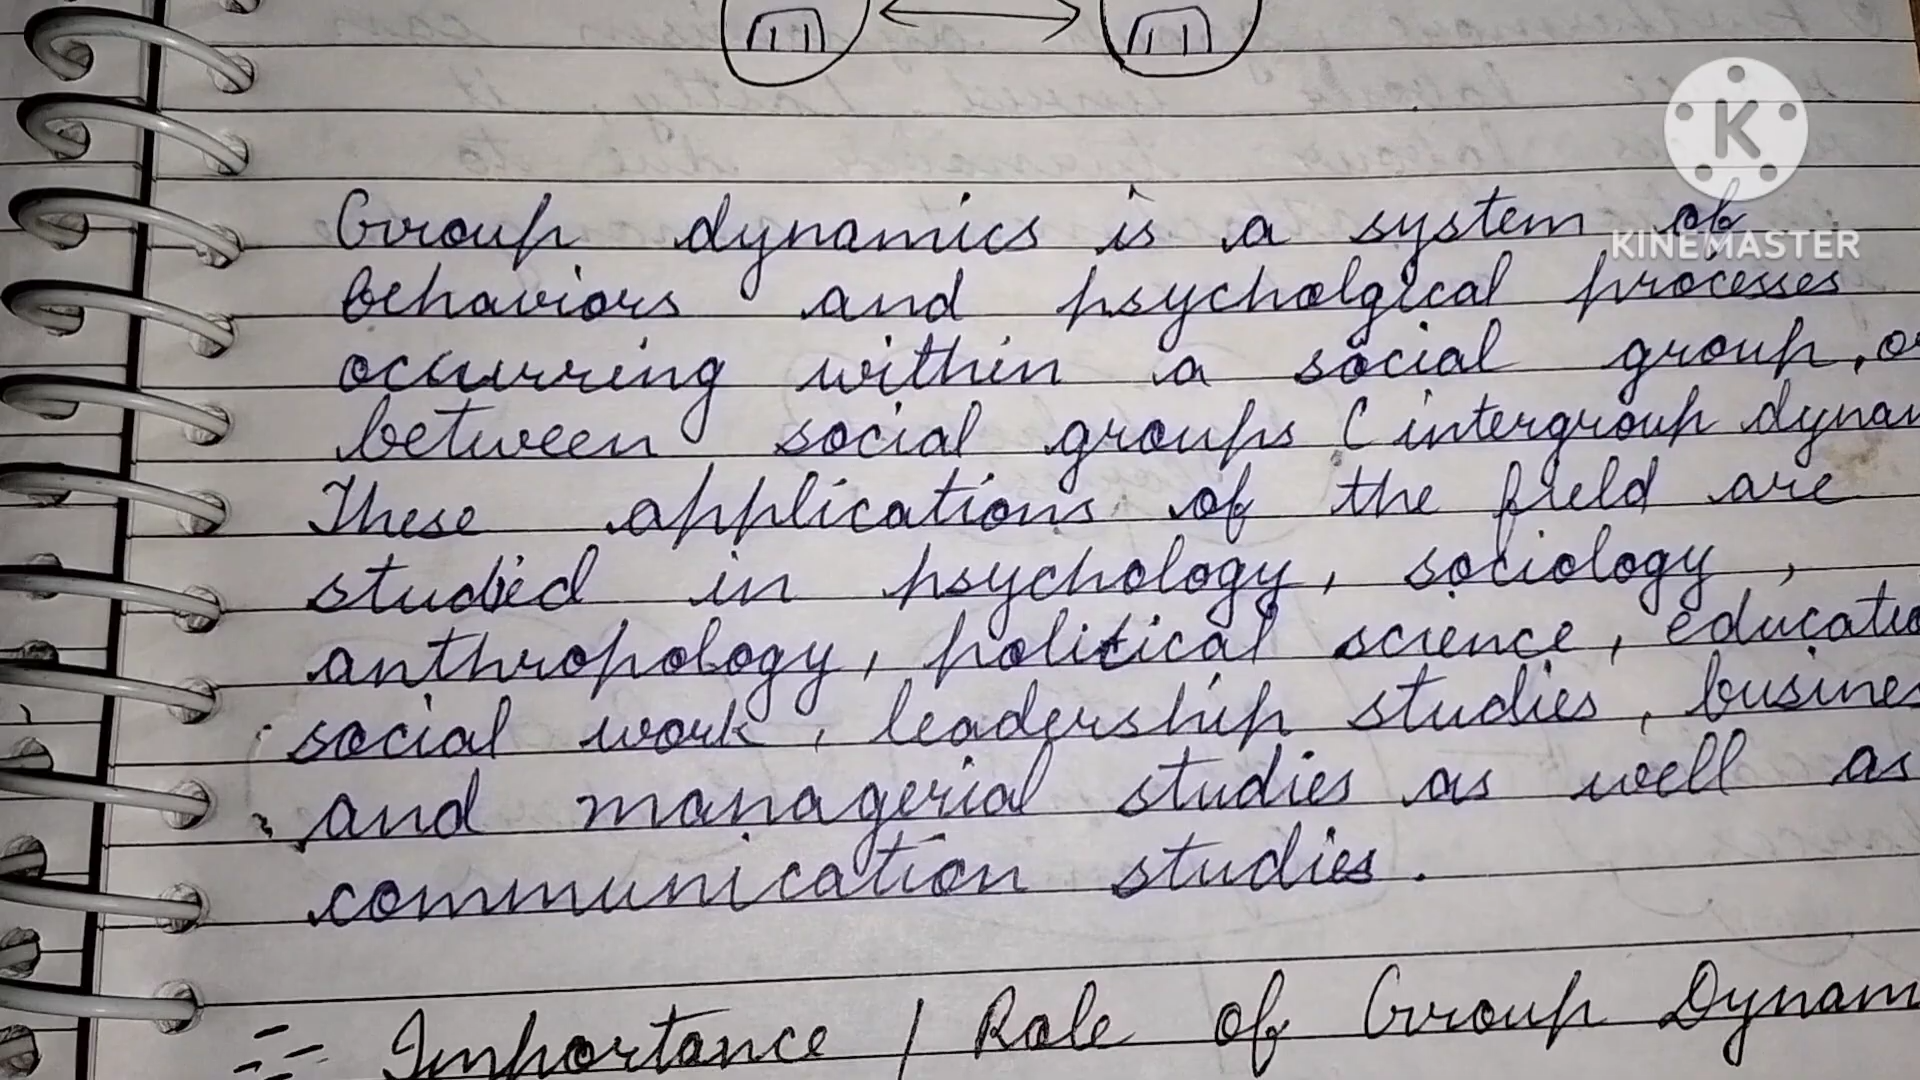 K
KINEMASTER
Group dynamics is a system of
behaviors and psycholgical processes
occurring within a social group, or
between social groups ( intergroup dynam
These applications of the field are
studied in psychology, sociology,
anthropology, political science, educatio
social work, leadership studies, busines
and managerial studies as well as
communication studies.
Importance / Role of Group Dynam